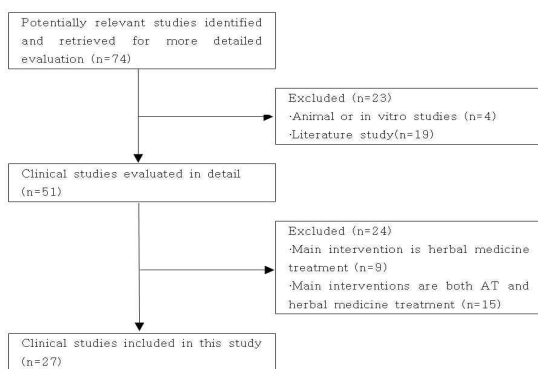 Potentially relevant studies identified
and retrieved for more detailed
evaluation (n=74)
Excluded (n=23)
·Animal or in vitro studies (n=4)
·Literature study(n=19)
Clinical studies evaluated in detail
(n=51)
Excluded (n=24)
·Main intervention is herbal medicine
treatment (n=9)
·Main interventions are both AT and
herbal medicine treatment (n=15)
Clinical studies included in this study
(n=27)